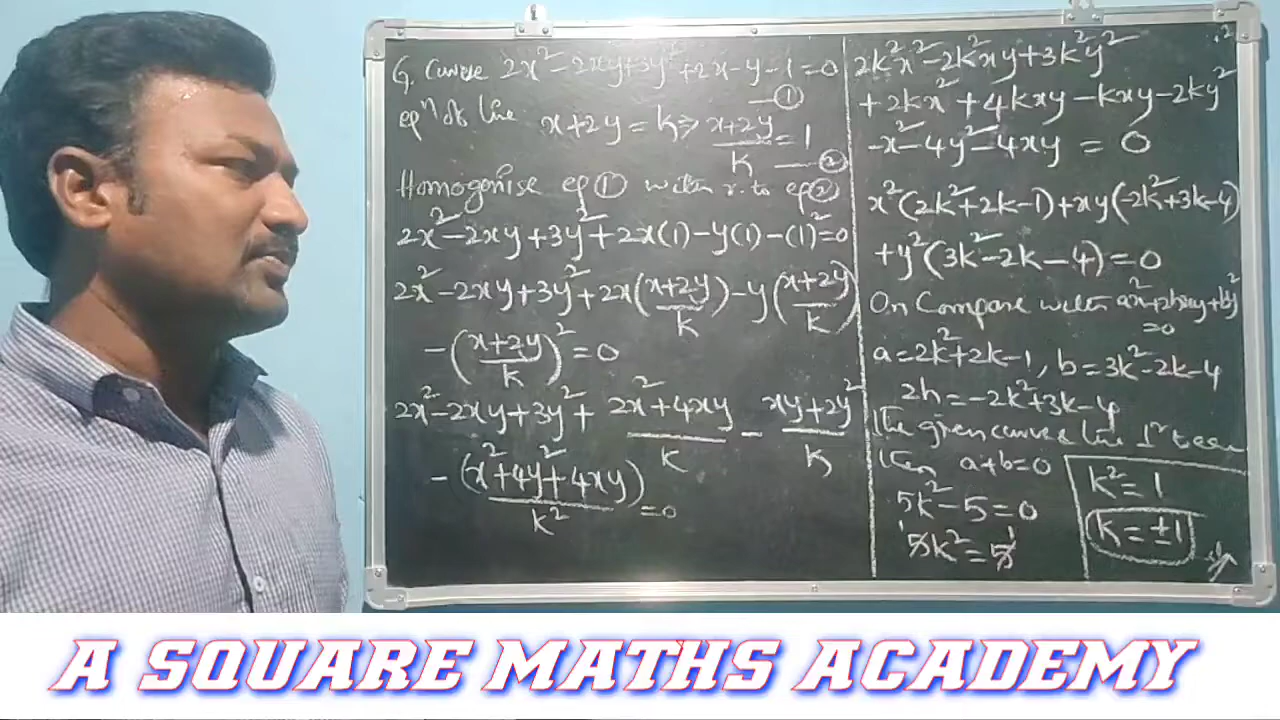 G. Curve 2x²-2xy+3y²+2x-y-1=0
—①
eqⁿ of line x+2y=k⇒ x+2y/k=1
—②
Homogenise eq ① with r. to eq②
2x²-2xy+3y²+2x(1)-y(1)-(1)²=0
2x²-2xy+3y²+2x(x+2y/k)-y(x+2y/k)
-(x+2y/k)²=0
2x²-2xy+3y²+ 2x²+4xy/k - xy+2y²/k
-(x²+4y²+4xy)/k² =0
2k²x²-2k²xy+3k²y²
+2kx²+4kxy-kxy-2ky²
-x²-4y²-4xy=0
x²(2k²+2k-1)+xy(-2k²+3k-4)
+y²(3k²-2k-4)=0
On Compare with ax²+2hxy+by²
=0
a=2k²+2k-1, b=3k²-2k-4
2h=-2k²+3k-4
The given curve & line
then a+b=0
5k²-5=0
5k²=5
k²=1
k=±1
A SQUARE MATHS ACADEMY